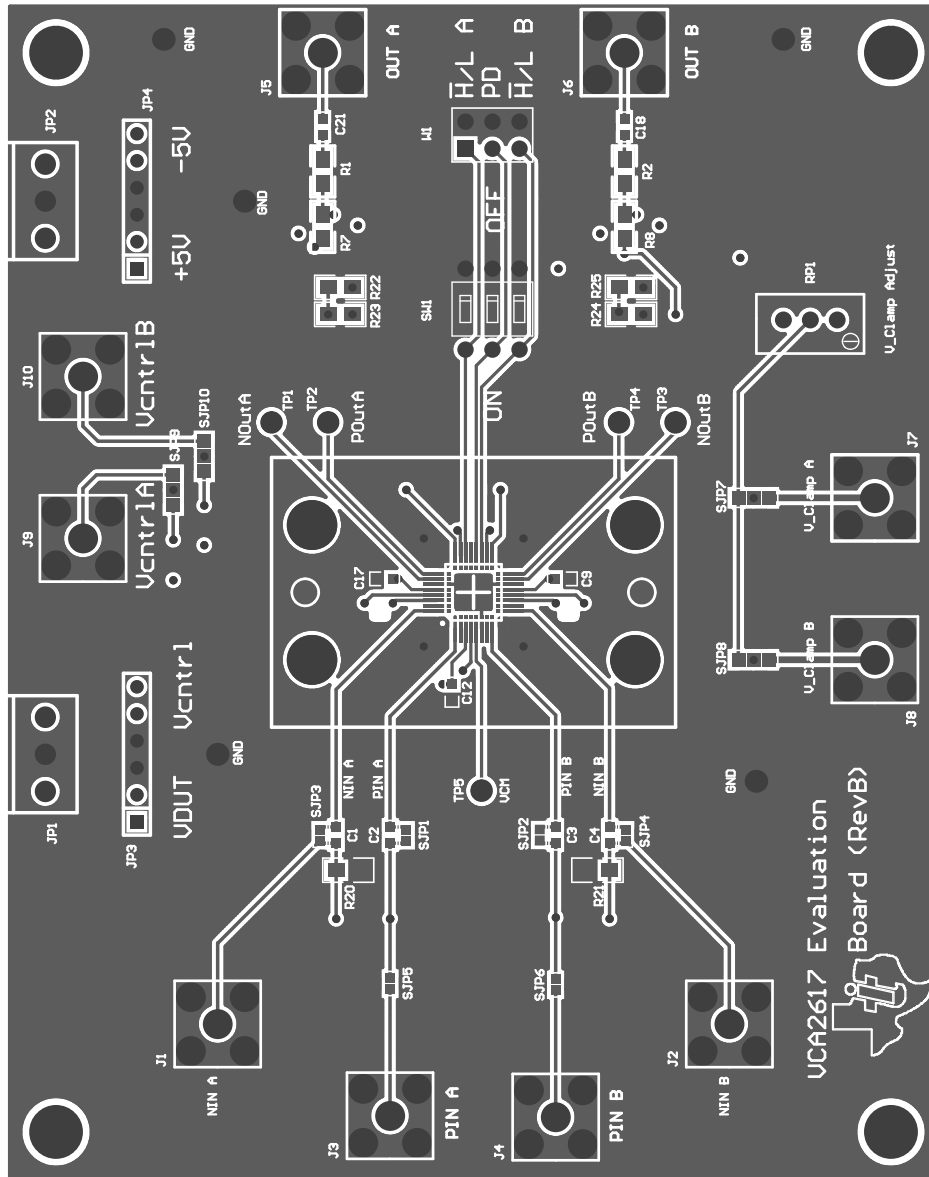 GND
J5
OUT A
H/L A
PD
H/L B
J6
OUT B
GND
JP2
JP4
-5V
+5V
C21
R1
R7
W1
C18
R2
R8
GND
OFF
R22
R23
SW1
R25
R24
RP1
V_Clamp Adjust
J10
VcntrlB
SJP10
SJP9
NOutA
TP1
TP2
POutA
ON
POutB
TP4
TP3
NOutB
J7
SJP7
V_Clamp A
J9
VcntrlA
C17
C9
SJP8
V_Clamp B
J8
C12
JP1
JP3
Vcntrl
VDUT
GND
NIN A
PIN A
TP5
VCM
PIN B
NIN B
GND
SJP3
C1
C2
SJP1
SJP2
C3
C4
SJP4
R20
R21
SJP5
SJP6
VCA2617 Evaluation
Board (RevB)
J1
NIN A
J2
NIN B
J3
PIN A
J4
PIN B